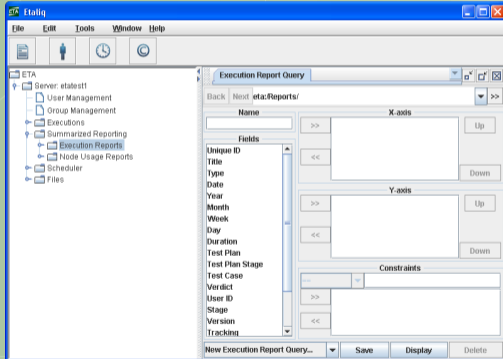 Etaliq
File Edit Tools Window Help
ETA
Server: etatest1
User Management
Group Management
Executions
Summarized Reporting
Execution Reports
Node Usage Reports
Scheduler
Files
Execution Report Query
Back Next eta:Reports/ >>
Name
Fields
Unique ID
Title
Type
Date
Year
Month
Week
Day
Duration
Test Plan
Test Plan Stage
Test Case
Verdict
User ID
Stage
Version
Tracking
X-axis
>> Up
<< Down
Y-axis
>> Up
<< Down
Constraints
---
>>
<<
New Execution Report Query... Save Display Delete